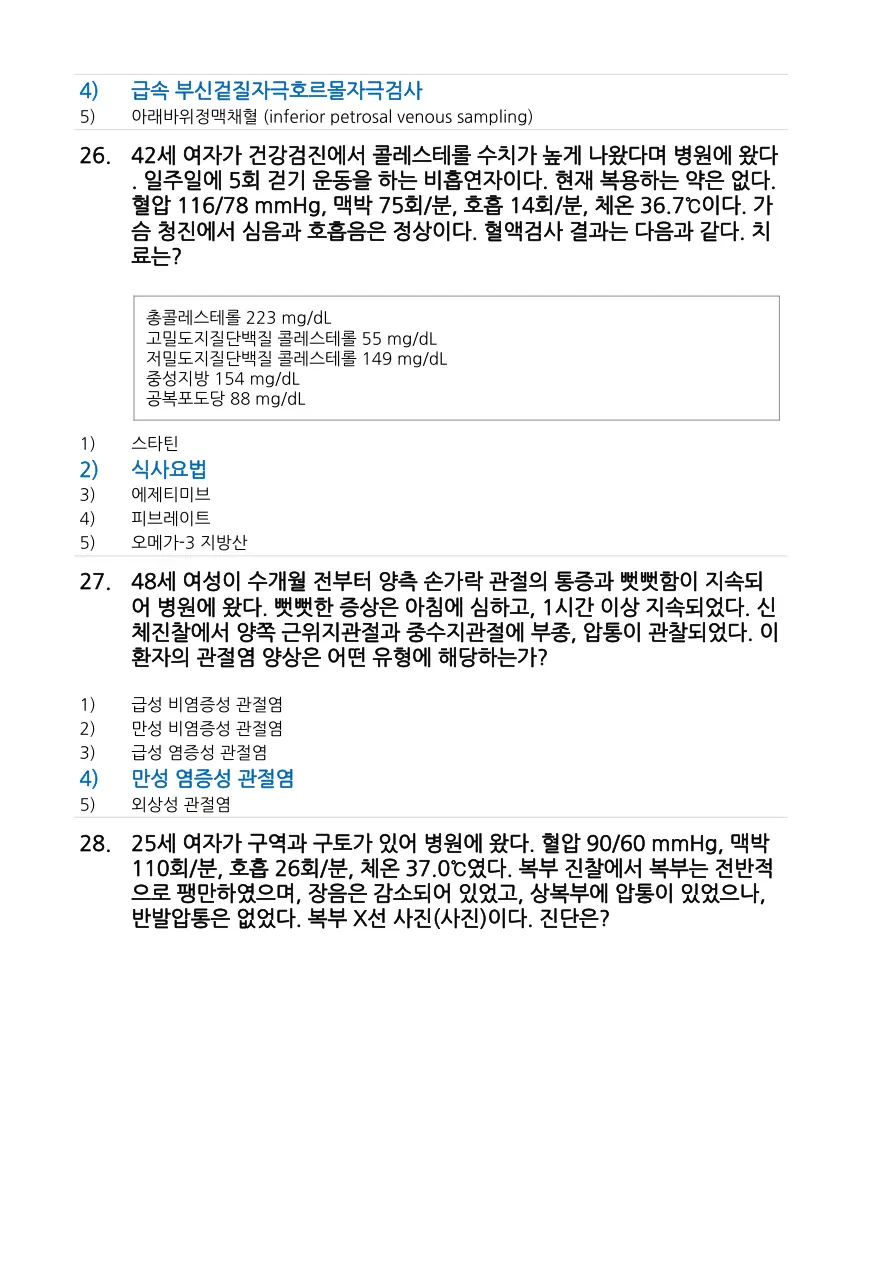 4) 급속 부신겉질자극호르몰자극검사
5) 아래바위정맥채혈 (inferior petrosal venous sampling)
26. 42세 여자가 건강검진에서 콜레스테롤 수치가 높게 나왔다며 병원에 왔다
. 일주일에 5회 걷기 운동을 하는 비흡연자이다. 현재 복용하는 약은 없다.
혈압 116/78 mmHg, 맥박 75회/분, 호흡 14회/분, 체온 36.7℃이다. 가
슴 청진에서 심음과 호흡음은 정상이다. 혈액검사 결과는 다음과 같다. 치
료는?
총콜레스테롤 223 mg/dL
고밀도지질단백질 콜레스테롤 55 mg/dL
저밀도지질단백질 콜레스테롤 149 mg/dL
중성지방 154 mg/dL
공복포도당 88 mg/dL
1) 스타틴
2) 식사요법
3) 에제티미브
4) 피브레이트
5) 오메가-3 지방산
27. 48세 여성이 수개월 전부터 양측 손가락 관절의 통증과 뻣뻣함이 지속되
어 병원에 왔다. 뻣뻣한 증상은 아침에 심하고, 1시간 이상 지속되었다. 신
체진찰에서 양쪽 근위지관절과 중수지관절에 부종, 압통이 관찰되었다. 이
환자의 관절염 양상은 어떤 유형에 해당하는가?
1) 급성 비염증성 관절염
2) 만성 비염증성 관절염
3) 급성 염증성 관절염
4) 만성 염증성 관절염
5) 외상성 관절염
28. 25세 여자가 구역과 구토가 있어 병원에 왔다. 혈압 90/60 mmHg, 맥박
110회/분, 호흡 26회/분, 체온 37.0℃였다. 복부 진찰에서 복부는 전반적
으로 팽만하였으며, 장음은 감소되어 있었고, 상복부에 압통이 있었으나,
반발압통은 없었다. 복부 X선 사진(사진)이다. 진단은?